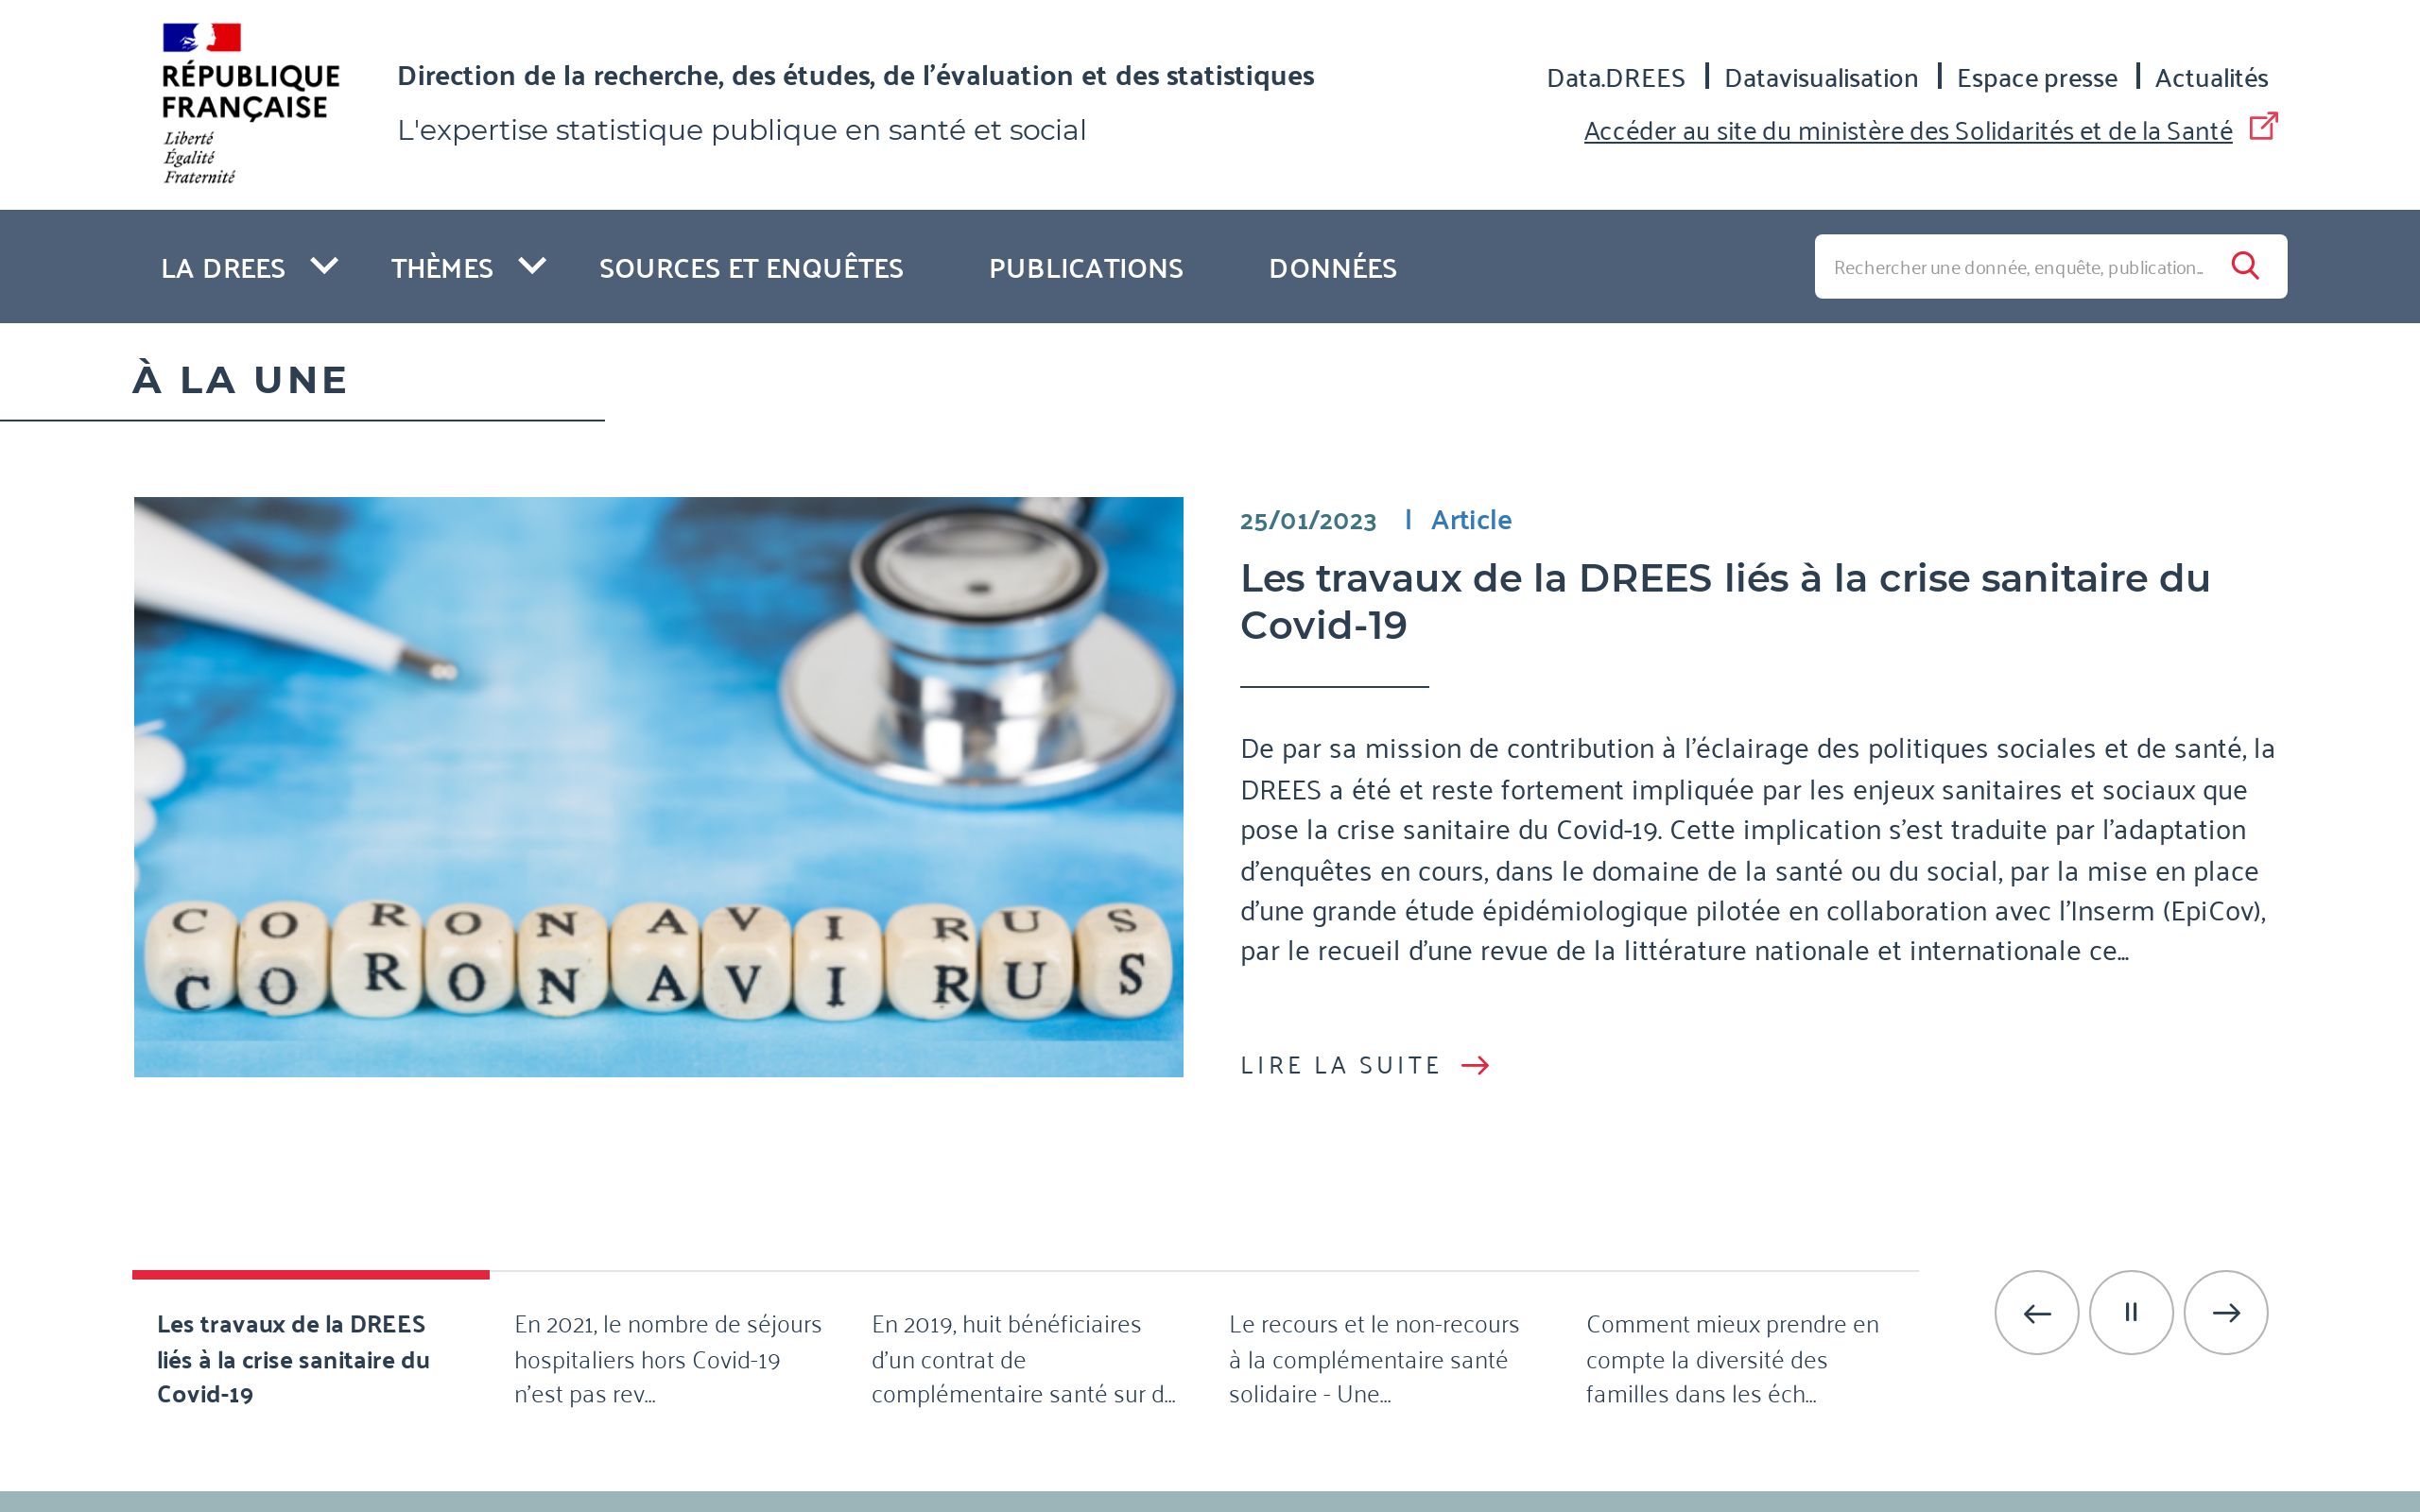 RÉPUBLIQUE
FRANÇAISE
Liberté
Égalité
Fraternité
Direction de la recherche, des études, de l'évaluation et des statistiques
L'expertise statistique publique en santé et social
Data.DREES | Datavisualisation | Espace presse | Actualités
Accéder au site du ministère des Solidarités et de la Santé
LA DREES THÈMES SOURCES ET ENQUÊTES PUBLICATIONS DONNÉES
Rechercher une donnée, enquête, publication...
À LA UNE
CORONAVIRUS
CORONAVIRUS
25/01/2023 | Article
Les travaux de la DREES liés à la crise sanitaire du
Covid-19
De par sa mission de contribution à l'éclairage des politiques sociales et de santé, la
DREES a été et reste fortement impliquée par les enjeux sanitaires et sociaux que
pose la crise sanitaire du Covid-19. Cette implication s'est traduite par l'adaptation
d'enquêtes en cours, dans le domaine de la santé ou du social, par la mise en place
d'une grande étude épidémiologique pilotée en collaboration avec l'Inserm (EpiCov),
par le recueil d'une revue de la littérature nationale et internationale ce...
LIRE LA SUITE
Les travaux de la DREES
liés à la crise sanitaire du
Covid-19
En 2021, le nombre de séjours
hospitaliers hors Covid-19
n'est pas rev...
En 2019, huit bénéficiaires
d'un contrat de
complémentaire santé sur d...
Le recours et le non-recours
à la complémentaire santé
solidaire - Une...
Comment mieux prendre en
compte la diversité des
familles dans les éch...